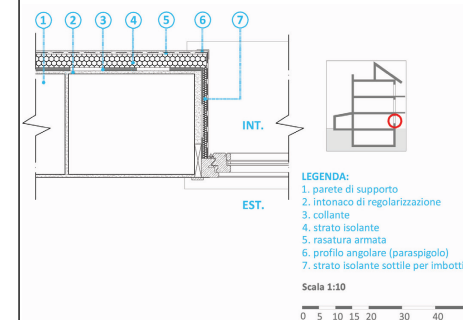 1 2 3 4 5 6 7
INT.
EST.
LEGENDA:
1. parete di supporto
2. intonaco di regolarizzazione
3. collante
4. strato isolante
5. rasatura armata
6. profilo angolare (paraspigolo)
7. strato isolante sottile per imbotti
Scala 1:10
0 5 10 15 20 30 40